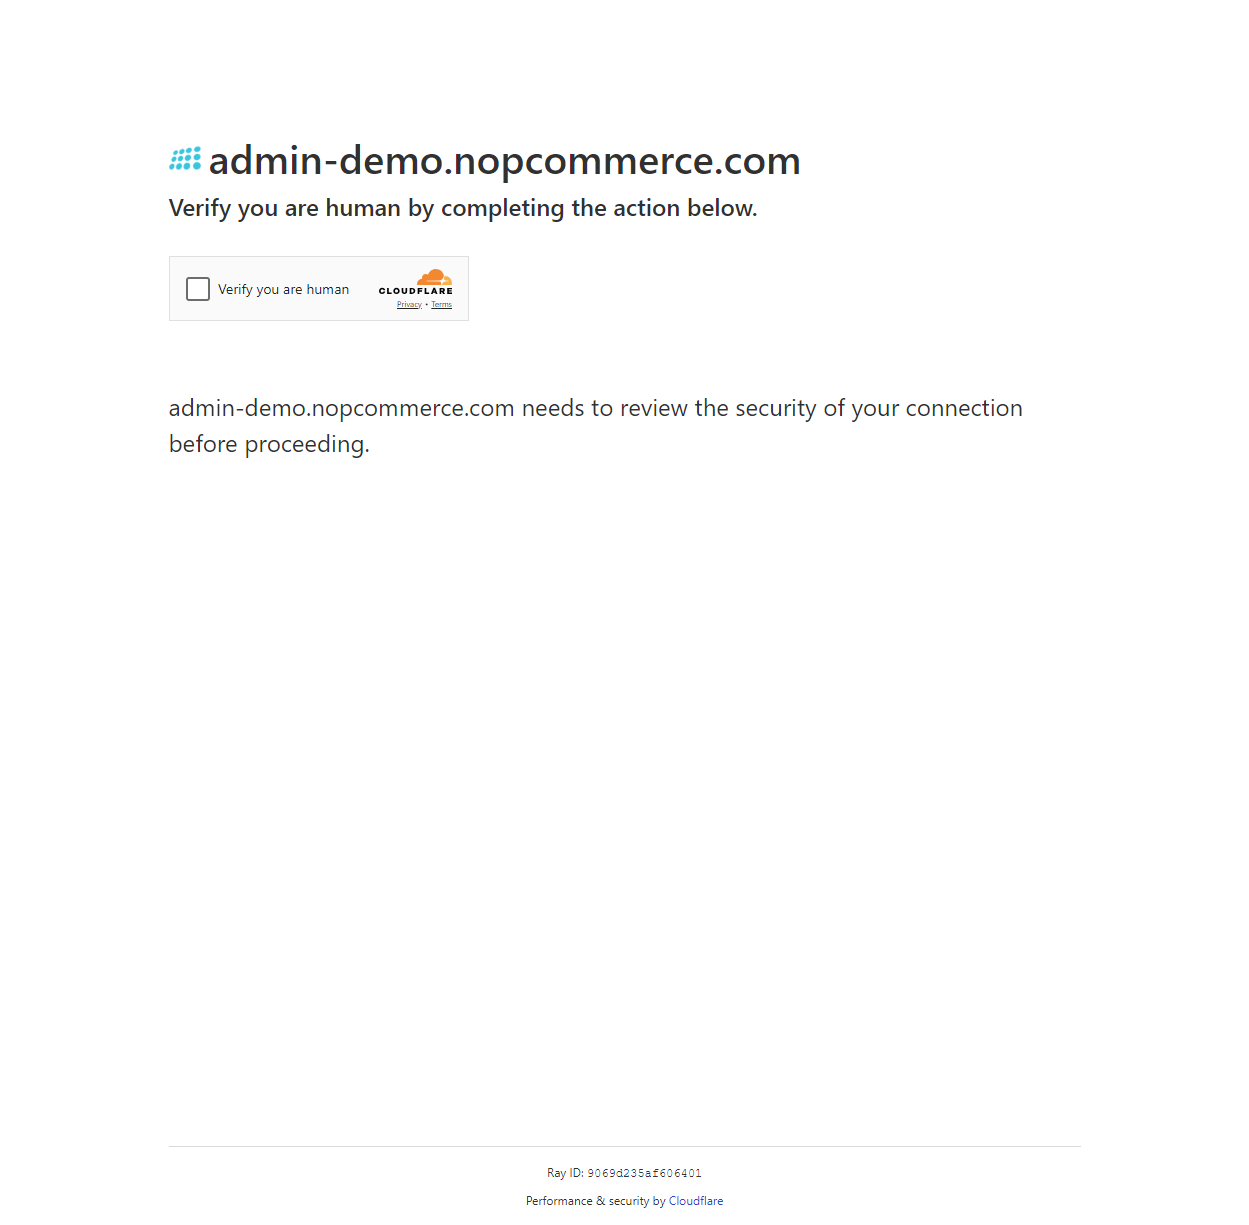 admin-demo.nopcommerce.com
Verify you are human by completing the action below.
Verify you are human
CLOUDFLARE
Privacy • Terms
admin-demo.nopcommerce.com needs to review the security of your connection
before proceeding.
Ray ID: 9069d235af606401
Performance & security by Cloudflare